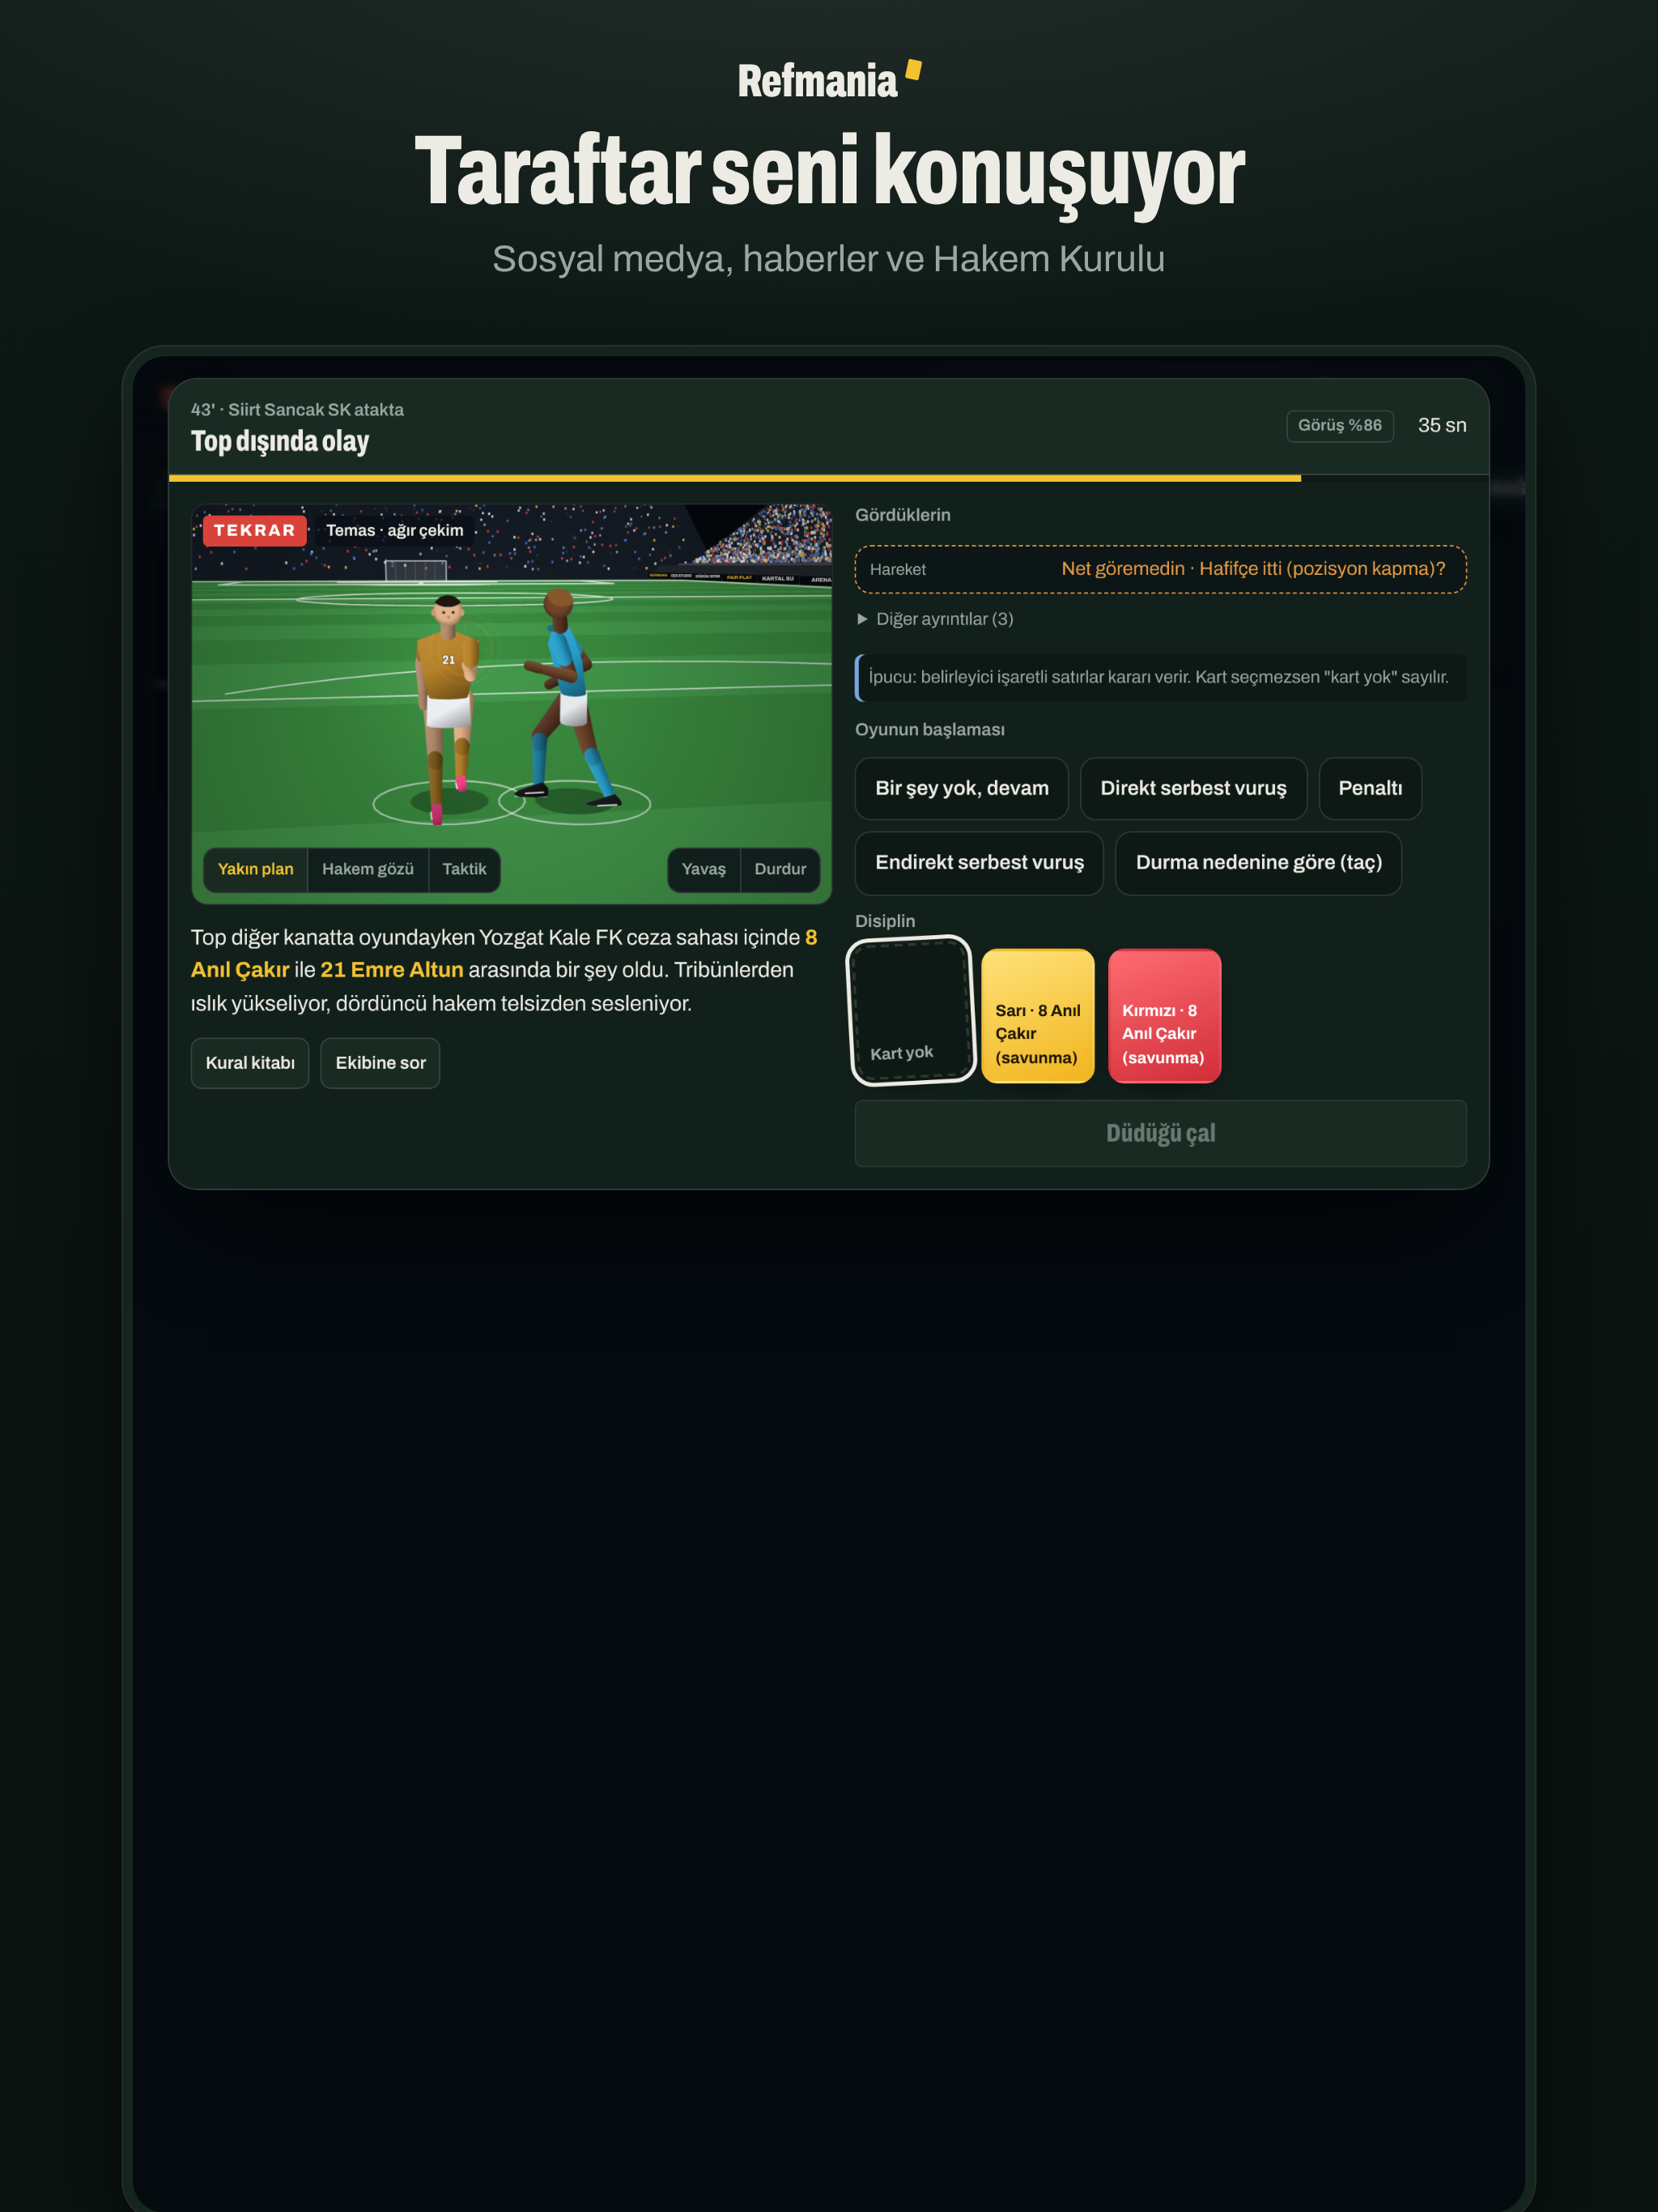 Refmania
Taraftar seni konuşuyor
Sosyal medya, haberler ve Hakem Kurulu
43' · Siirt Sancak SK atakta
Top dışında olay
Görüş %86
35 sn
TEKRAR
Temas · ağır çekim
FAIR PLAY
KARTAL SU
ARENA
21
Yakın plan
Hakem gözü
Taktik
Yavaş
Durdur
Top diğer kanatta oyundayken Yozgat Kale FK ceza sahası içinde 8
Anıl Çakır ile 21 Emre Altun arasında bir şey oldu. Tribünlerden
ıslık yükseliyor, dördüncü hakem telsizden sesleniyor.
Kural kitabı
Ekibine sor
Gördüklerin
Hareket
Net göremedin · Hafifçe itti (pozisyon kapma)?
Diğer ayrıntılar (3)
İpucu: belirleyici işaretli satırlar kararı verir. Kart seçmezsen "kart yok" sayılır.
Oyunun başlaması
Bir şey yok, devam
Direkt serbest vuruş
Penaltı
Endirekt serbest vuruş
Durma nedenine göre (taç)
Disiplin
Kart yok
Sarı · 8 Anıl
Çakır
(savunma)
Kırmızı · 8
Anıl Çakır
(savunma)
Düdüğü çal